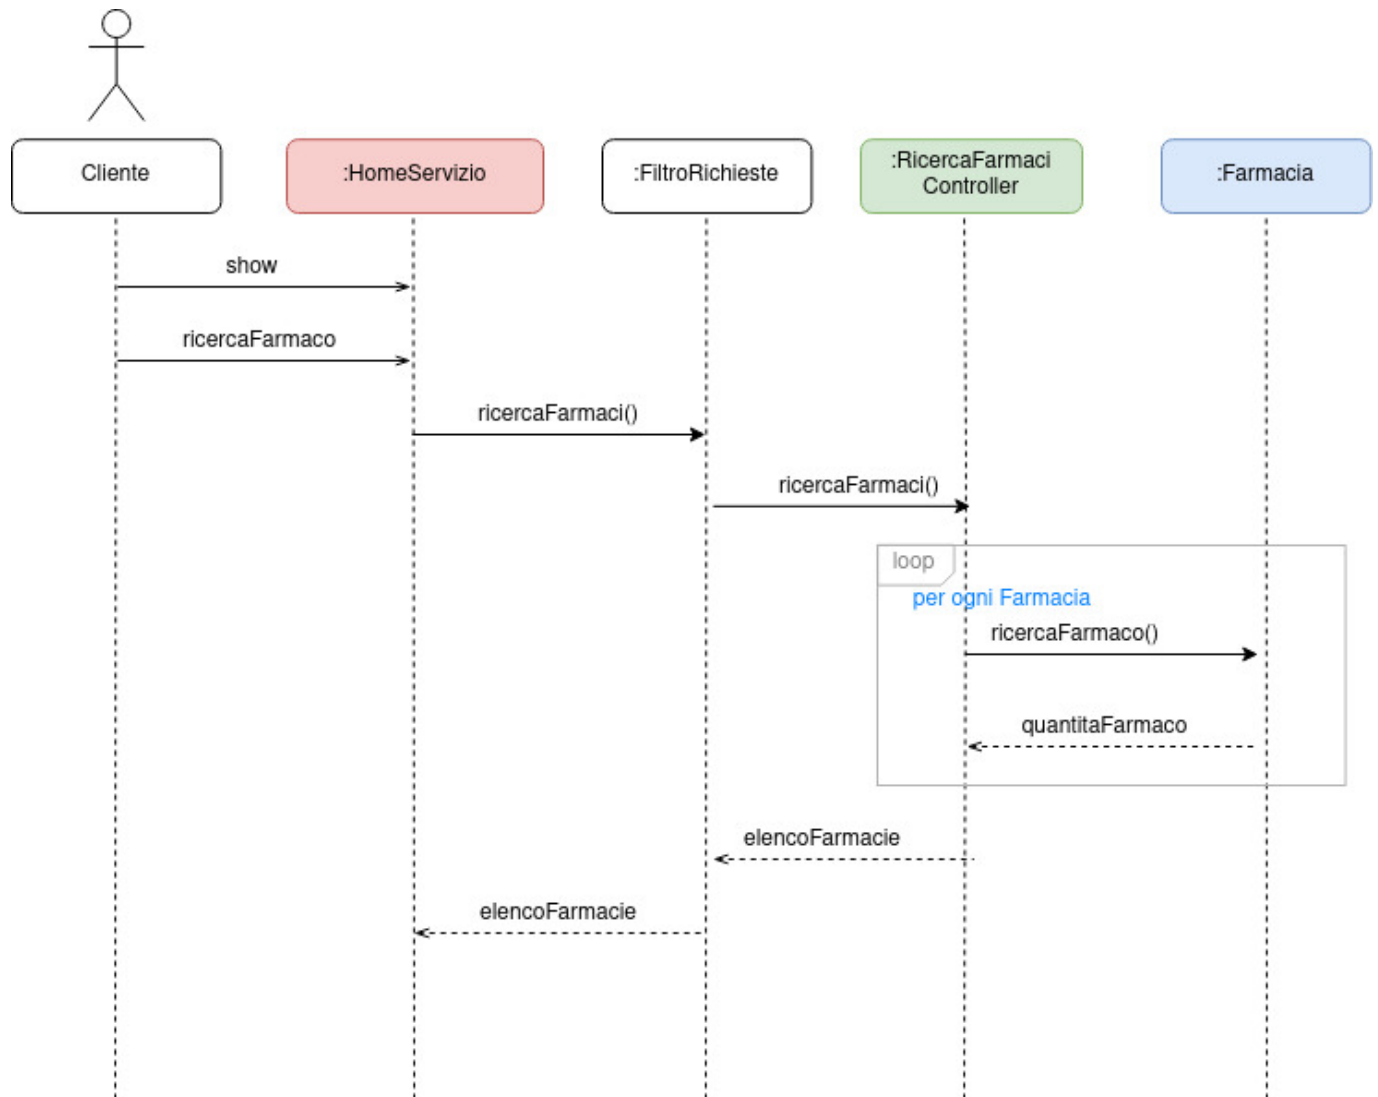 Cliente
:HomeServizio
:FiltroRichieste
:RicercaFarmaci
Controller
:Farmacia
show
ricercaFarmaco
ricercaFarmaci()
ricercaFarmaci()
loop
per ogni Farmacia
ricercaFarmaco()
quantitaFarmaco
elencoFarmacie
elencoFarmacie